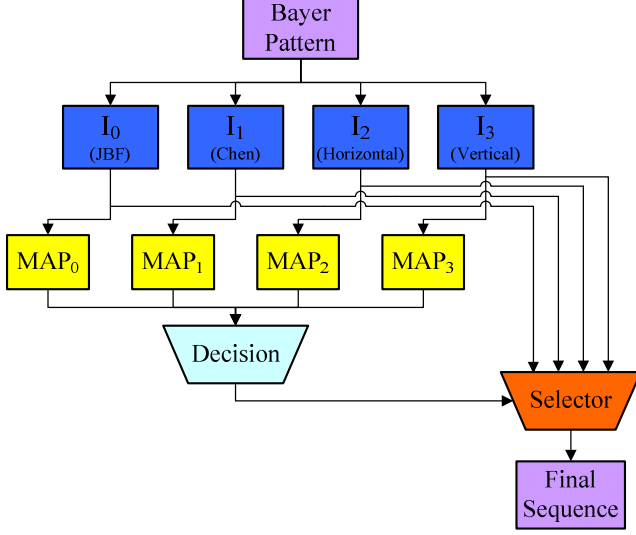 Bayer
Pattern
I₀ I₁ I₂ I₃
(JBF) (Chen) (Horizontal) (Vertical)
MAP₀ MAP₁ MAP₂ MAP₃
Decision
Selector
Final
Sequence